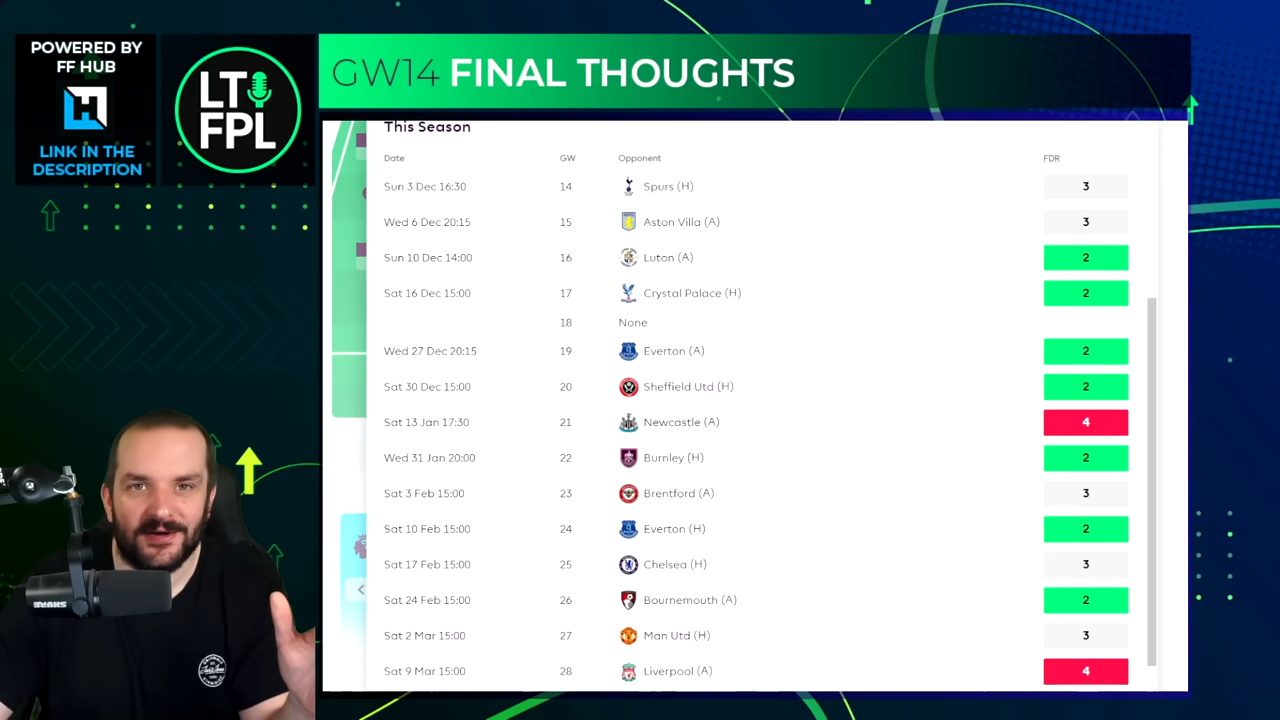 POWERED BY
FF HUB
LINK IN THE
DESCRIPTION
LT
FPL
GW14 FINAL THOUGHTS
This Season
Date GW Opponent FDR
Sun 3 Dec 16:30 14 Spurs (H) 3
Wed 6 Dec 20:15 15 Aston Villa (A) 3
Sun 10 Dec 14:00 16 Luton (A) 2
Sat 16 Dec 15:00 17 Crystal Palace (H) 2
18 None
Wed 27 Dec 20:15 19 Everton (A) 2
Sat 30 Dec 15:00 20 Sheffield Utd (H) 2
Sat 13 Jan 17:30 21 Newcastle (A) 4
Wed 31 Jan 20:00 22 Burnley (H) 2
Sat 3 Feb 15:00 23 Brentford (A) 3
Sat 10 Feb 15:00 24 Everton (H) 2
Sat 17 Feb 15:00 25 Chelsea (H) 3
Sat 24 Feb 15:00 26 Bournemouth (A) 2
Sat 2 Mar 15:00 27 Man Utd (H) 3
Sat 9 Mar 15:00 28 Liverpool (A) 4
SHURE